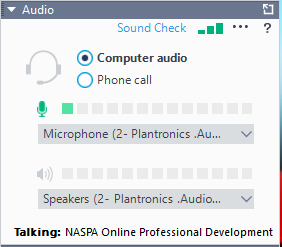 Audio
Sound Check ... ?
Computer audio
Phone call
Microphone (2- Plantronics .Au...
Speakers (2- Plantronics .Audio...
Talking: NASPA Online Professional Development